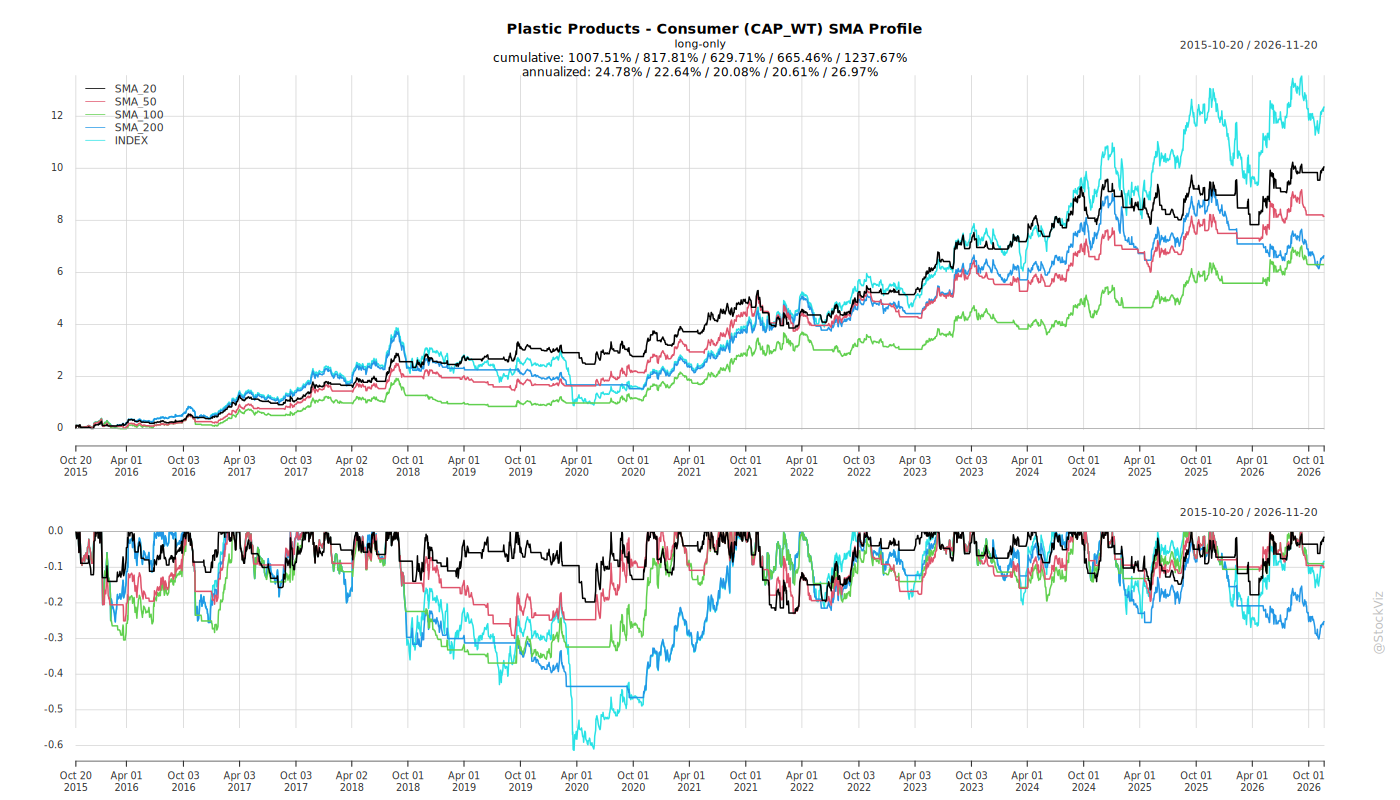 Plastic Products - Consumer (CAP_WT) SMA Profile
long-only
cumulative: 1007.51% / 817.81% / 629.71% / 665.46% / 1237.67%
annualized: 24.78% / 22.64% / 20.08% / 20.61% / 26.97%
2015-10-20 / 2026-11-20
SMA_20
SMA_50
SMA_100
SMA_200
INDEX
12
10
8
6
4
2
0
Oct 20 Apr 01 Oct 03 Apr 03 Oct 03 Apr 02 Oct 01 Apr 01 Oct 01 Apr 01 Oct 01 Apr 01 Oct 01 Apr 01 Oct 03 Apr 03 Oct 03 Apr 01 Oct 01 Apr 01 Oct 01 Apr 01 Oct 01
2015 2016 2016 2017 2017 2018 2018 2019 2019 2020 2020 2021 2021 2022 2022 2023 2023 2024 2024 2025 2025 2026 2026
2015-10-20 / 2026-11-20
0.0
-0.1
-0.2
-0.3
-0.4
-0.5
-0.6
Oct 20 Apr 01 Oct 03 Apr 03 Oct 03 Apr 02 Oct 01 Apr 01 Oct 01 Apr 01 Oct 01 Apr 01 Oct 01 Apr 01 Oct 03 Apr 03 Oct 03 Apr 01 Oct 01 Apr 01 Oct 01 Apr 01 Oct 01
2015 2016 2016 2017 2017 2018 2018 2019 2019 2020 2020 2021 2021 2022 2022 2023 2023 2024 2024 2025 2025 2026 2026
@StockViz